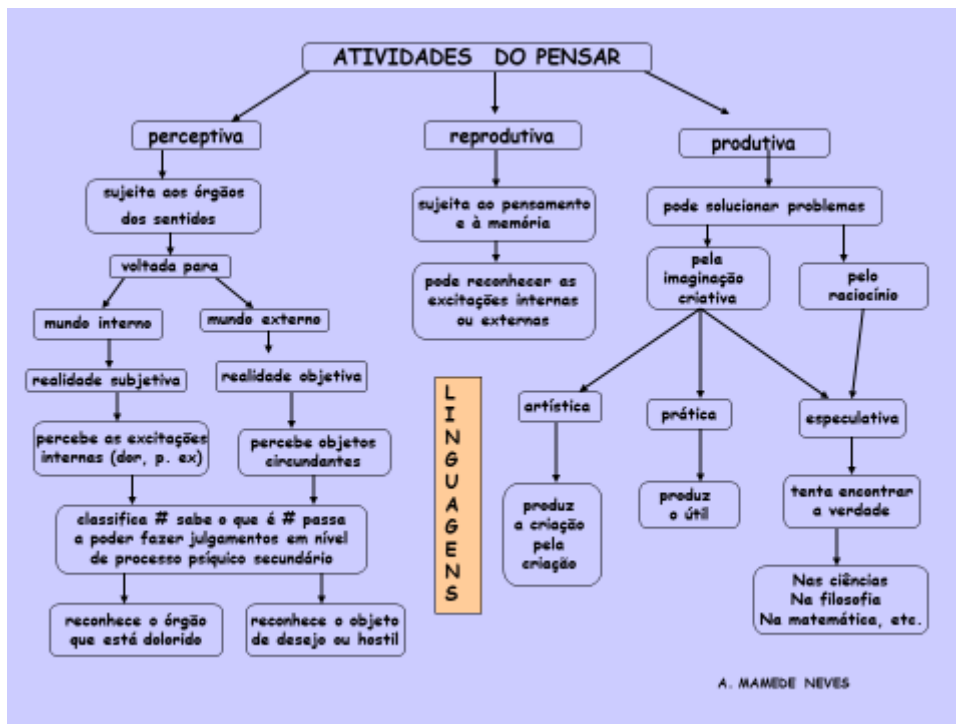 ATIVIDADES DO PENSAR
perceptiva
sujeita aos órgãos
dos sentidos
voltada para
mundo interno
mundo externo
realidade subjetiva
realidade objetiva
percebe as excitações
internas (dor, p. ex)
percebe objetos
circundantes
classifica # sabe o que é # passa
a poder fazer julgamentos em nível
de processo psíquico secundário
reconhece o órgão
que está dolorido
reconhece o objeto
de desejo ou hostil
reprodutiva
sujeita ao pensamento
e à memória
pode reconhecer as
excitações internas
ou externas
LINGUAGENS
produtiva
pode solucionar problemas
pela
imaginação
criativa
pelo
raciocínio
artística
prática
especulativa
produz
a criação
pela
criação
produz
o útil
tenta encontrar
a verdade
Nas ciências
Na filosofia
Na matemática, etc.
A. MAMEDE NEVES